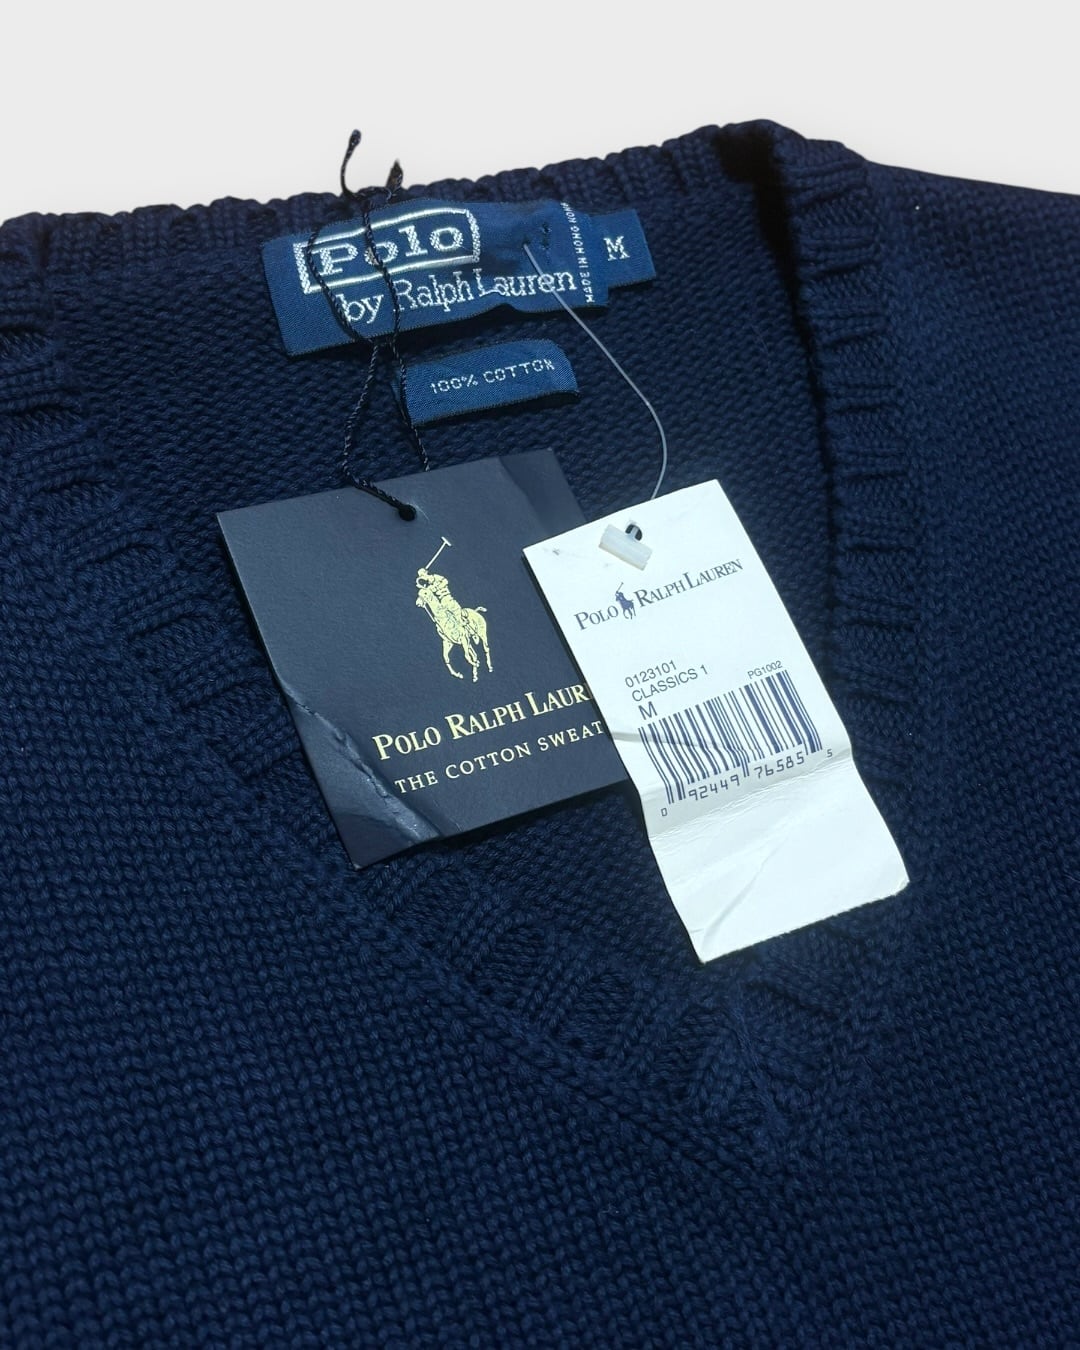 Polo
by Ralph Lauren
MADE IN HONG KONG
M
100% COTTON
POLO RALPH LAUR
THE COTTON SWEAT
POLO RALPH LAUREN
0123101
CLASSICS 1
PG1002
M
0 92449 76585 5